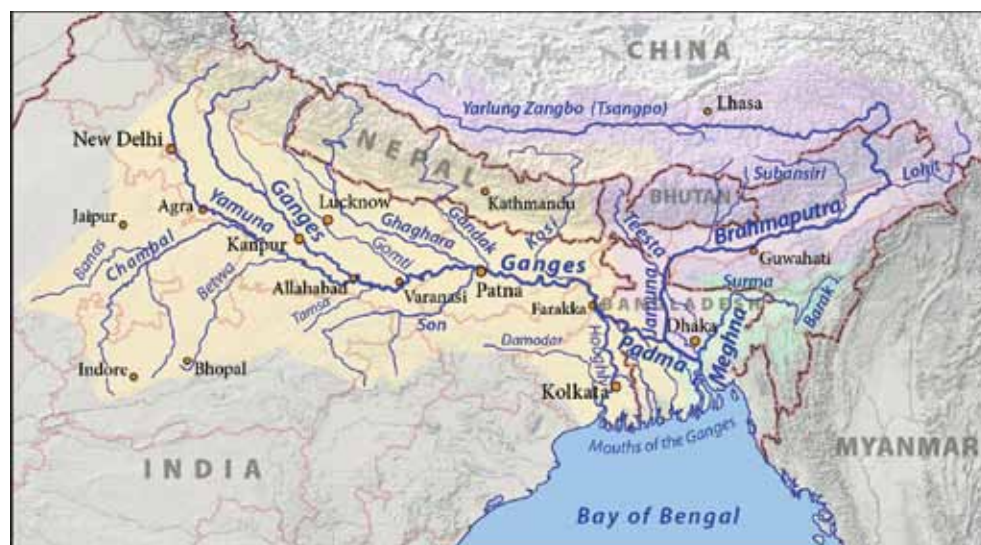 CHINA
Yarlung Zangbo (Tsangpo)
Lhasa
New Delhi
NEPAL
Subansiri
Lohit
BHUTAN
Kathmandu
Jaipur
Agra
Yamuna
Ganges
Lucknow
Ghaghara
Gandak
Kosi
Teesta
Brahmaputra
Banas
Chambal
Kanpur
Gomti
Guwahati
Betwa
Allahabad
Varanasi
Patna
Ganges
Jamuna
Surma
Barak
Tamsa
Son
Farakka
BANGLADESH
Dhaka
Meghna
Damodar
Hooghly
Padma
Indore
Bhopal
Kolkata
Mouths of the Ganges
INDIA
MYANMAR
Bay of Bengal